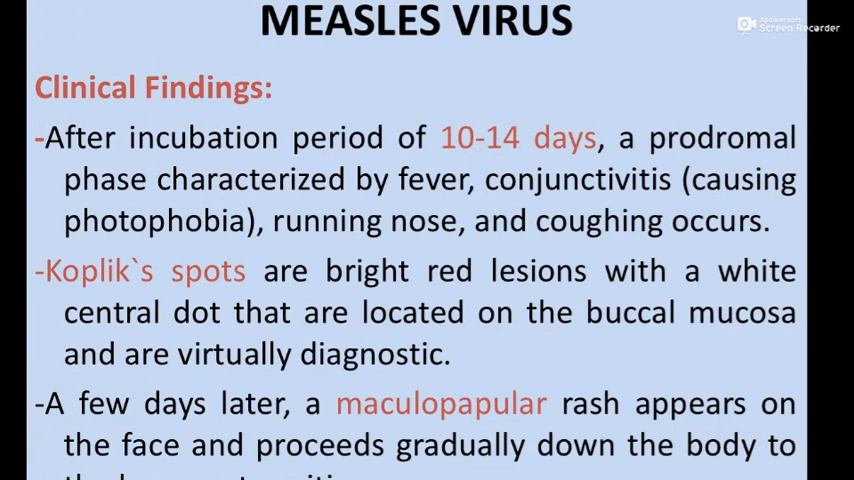 MEASLES VIRUS
Apowersoft
Screen Recorder
Clinical Findings:
-After incubation period of 10-14 days, a prodromal
phase characterized by fever, conjunctivitis (causing
photophobia), running nose, and coughing occurs.
-Koplik`s spots are bright red lesions with a white
central dot that are located on the buccal mucosa
and are virtually diagnostic.
-A few days later, a maculopapular rash appears on
the face and proceeds gradually down the body to